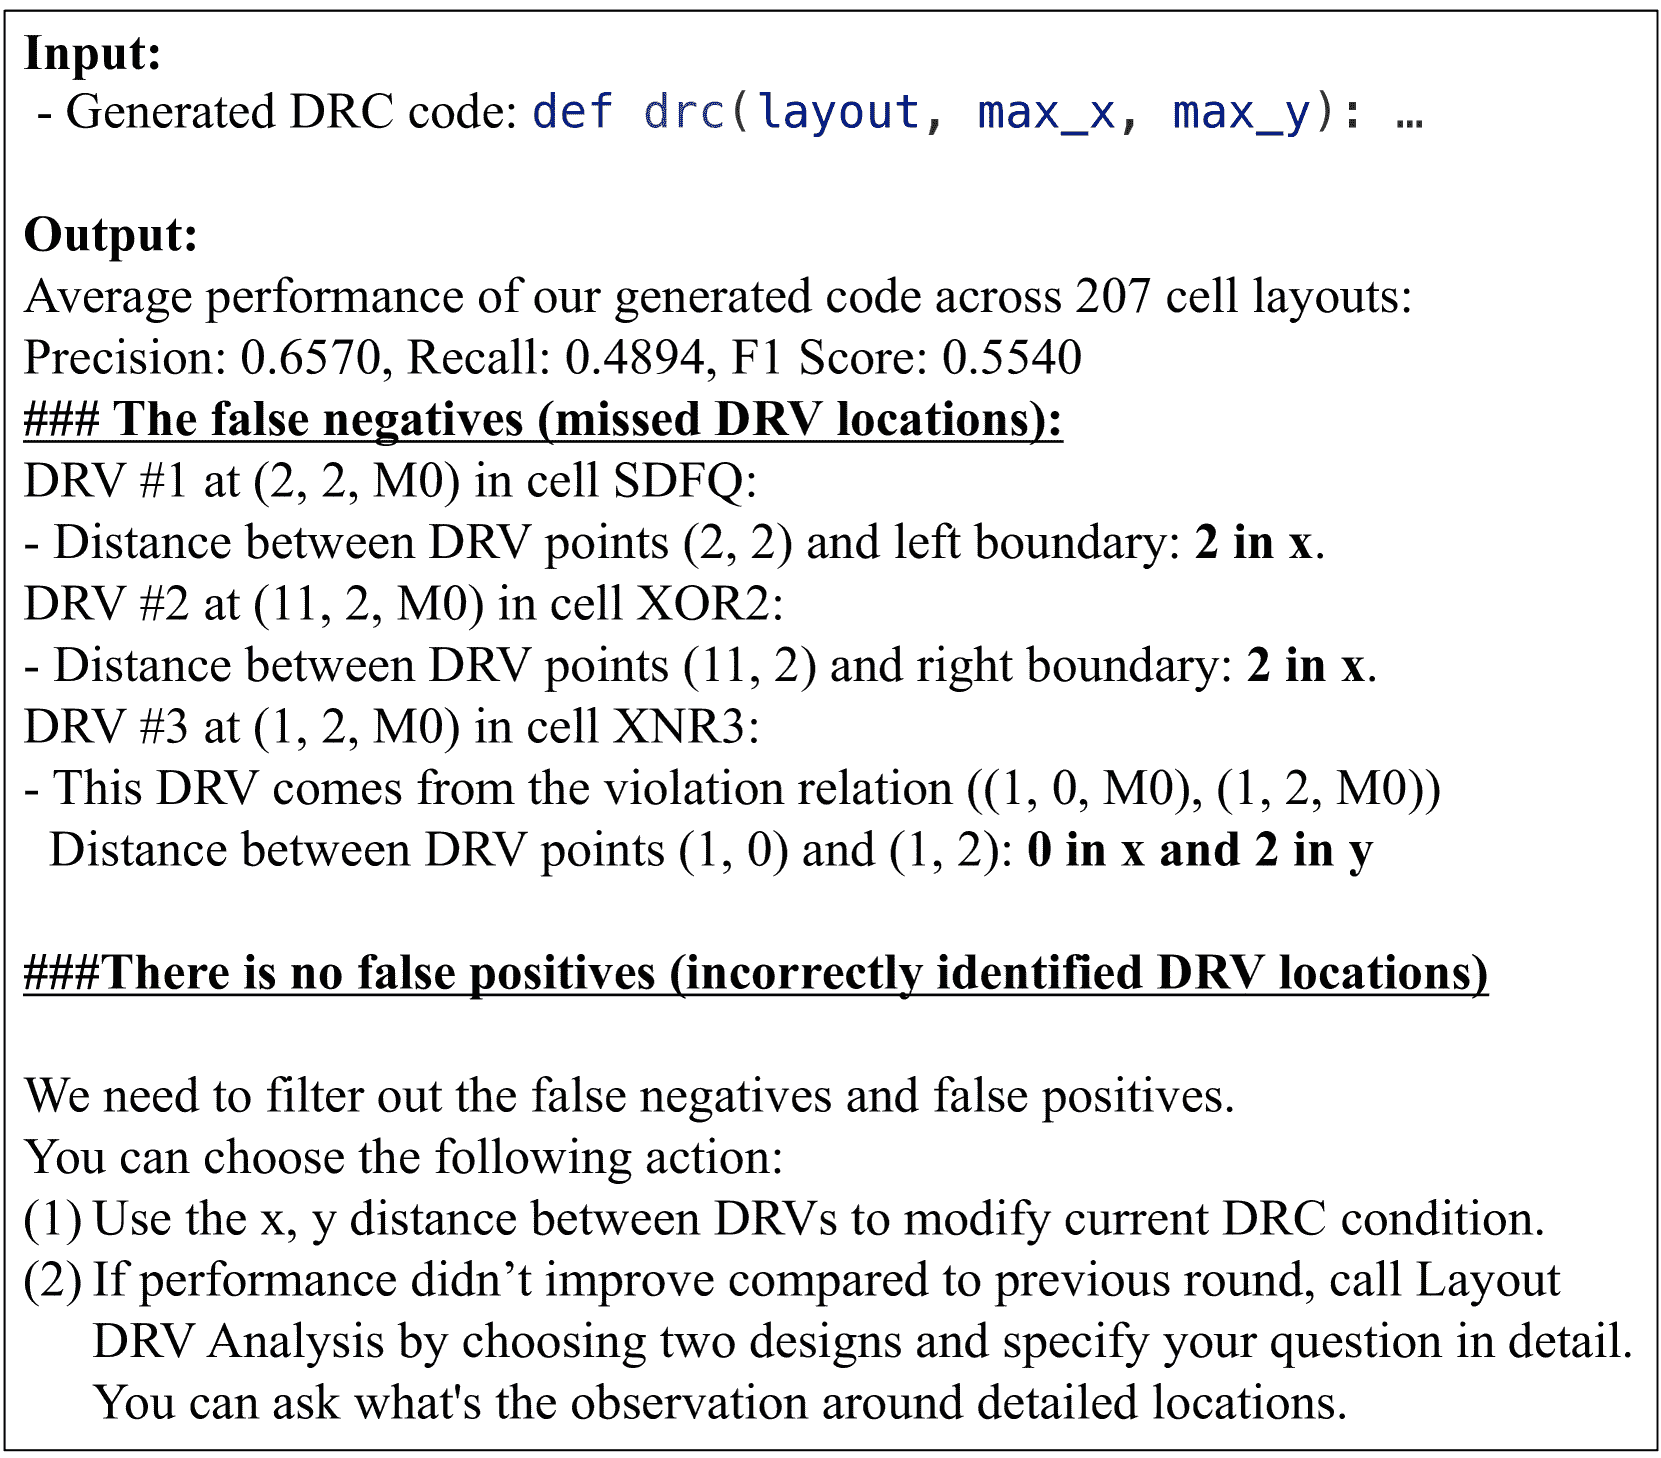 Input:
- Generated DRC code: def drc(layout, max_x, max_y): …
Output:
Average performance of our generated code across 207 cell layouts:
Precision: 0.6570, Recall: 0.4894, F1 Score: 0.5540
### The false negatives (missed DRV locations):
DRV #1 at (2, 2, M0) in cell SDFQ:
- Distance between DRV points (2, 2) and left boundary: 2 in x.
DRV #2 at (11, 2, M0) in cell XOR2:
- Distance between DRV points (11, 2) and right boundary: 2 in x.
DRV #3 at (1, 2, M0) in cell XNR3:
- This DRV comes from the violation relation ((1, 0, M0), (1, 2, M0))
Distance between DRV points (1, 0) and (1, 2): 0 in x and 2 in y
###There is no false positives (incorrectly identified DRV locations)
We need to filter out the false negatives and false positives.
You can choose the following action:
(1) Use the x, y distance between DRVs to modify current DRC condition.
(2) If performance didn’t improve compared to previous round, call Layout
DRV Analysis by choosing two designs and specify your question in detail.
You can ask what's the observation around detailed locations.